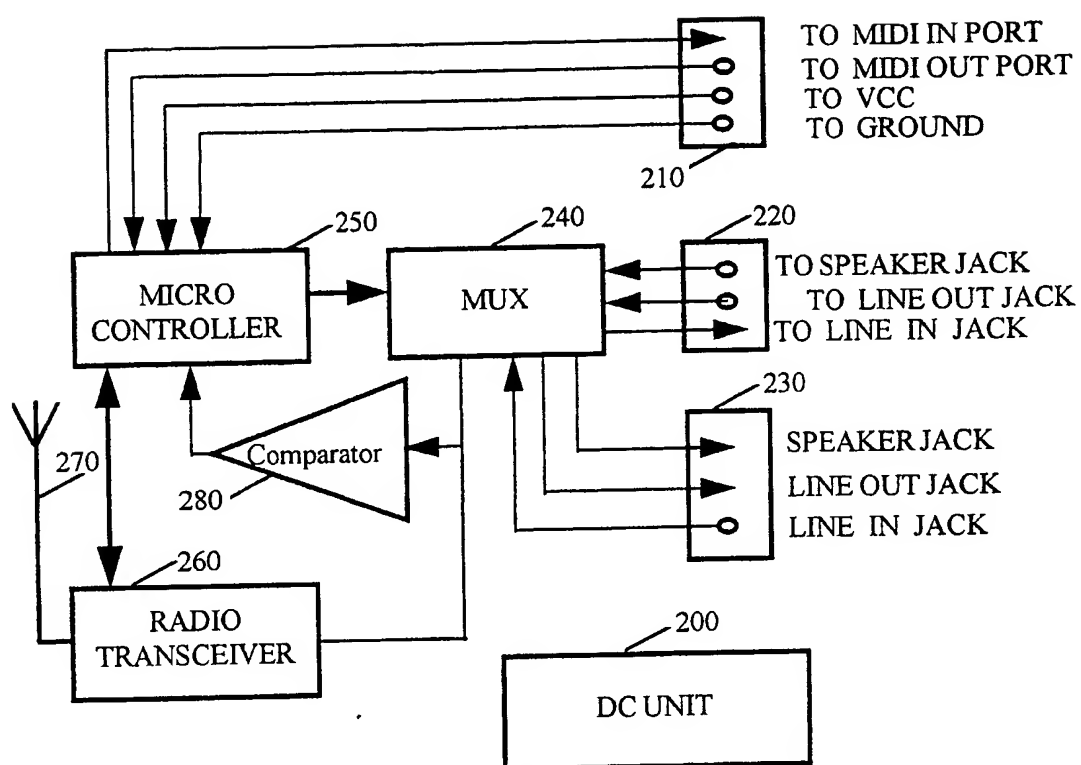 TO MIDI IN PORT
TO MIDI OUT PORT
TO VCC
TO GROUND
210
250
240
220
MICRO
CONTROLLER
MUX
TO SPEAKER JACK
TO LINE OUT JACK
TO LINE IN JACK
230
270
Comparator
280
SPEAKER JACK
LINE OUT JACK
LINE IN JACK
260
RADIO
TRANSCEIVER
200
DC UNIT